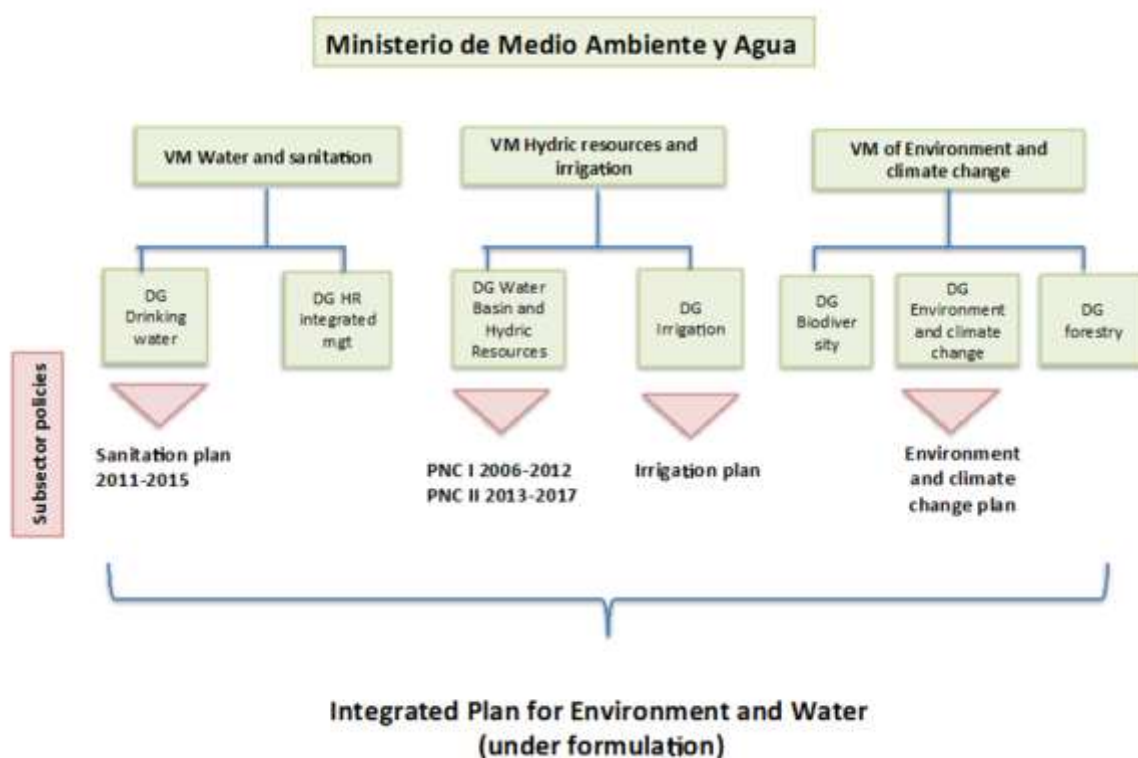 Ministerio de Medio Ambiente y Agua
VM Water and sanitation
VM Hydric resources and
irrigation
VM of Environment and
climate change
DG
Drinking
water
DG HR
integrated
mgt
DG Water
Basin and
Hydric
Resources
DG
Irrigation
DG
Biodiver
sity
DG
Environment
and climate
change
DG
forestry
Subsector policies
Sanitation plan
2011-2015
PNC I 2006-2012
PNC II 2013-2017
Irrigation plan
Environment
and climate
change plan
Integrated Plan for Environment and Water
(under formulation)